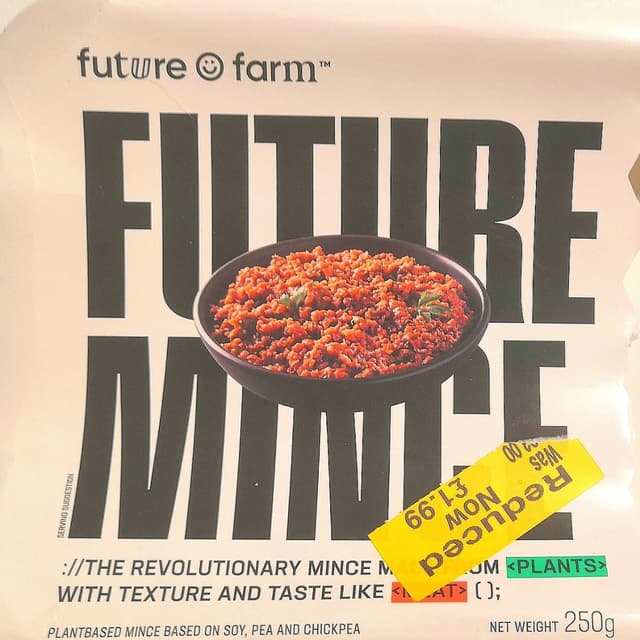 future farm™
FUTURE
MINCE
SERVING SUGGESTION
Was
Reduced
Now
£1.99
://THE REVOLUTIONARY MINCE <PLANTS>
WITH TEXTURE AND TASTE LIKE ();
PLANTBASED MINCE BASED ON SOY, PEA AND CHICKPEA
NET WEIGHT 250g